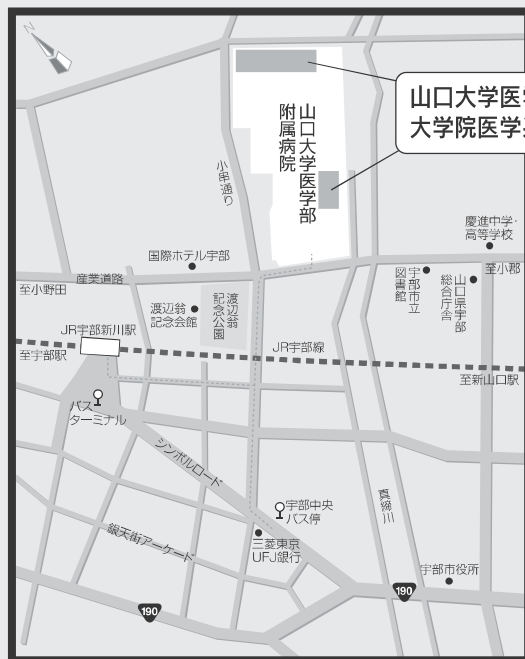 N
山口大学医学
大学院医学系
山口大学医学部
附属病院
小串通り
慶進中学・
高等学校
国際ホテル宇部
産業道路
至小野田
至小郡
宇部市立
図書館
山口県宇部
総合庁舎
渡辺翁
記念会館
渡辺翁
記念公園
JR宇部新川駅
至宇部駅
JR宇部線
至新山口駅
バス
ターミナル
シンボルロード
宇部中央
バス停
三菱東京
UFJ銀行
真締川
銀天街アーケード
宇部市役所
190
190